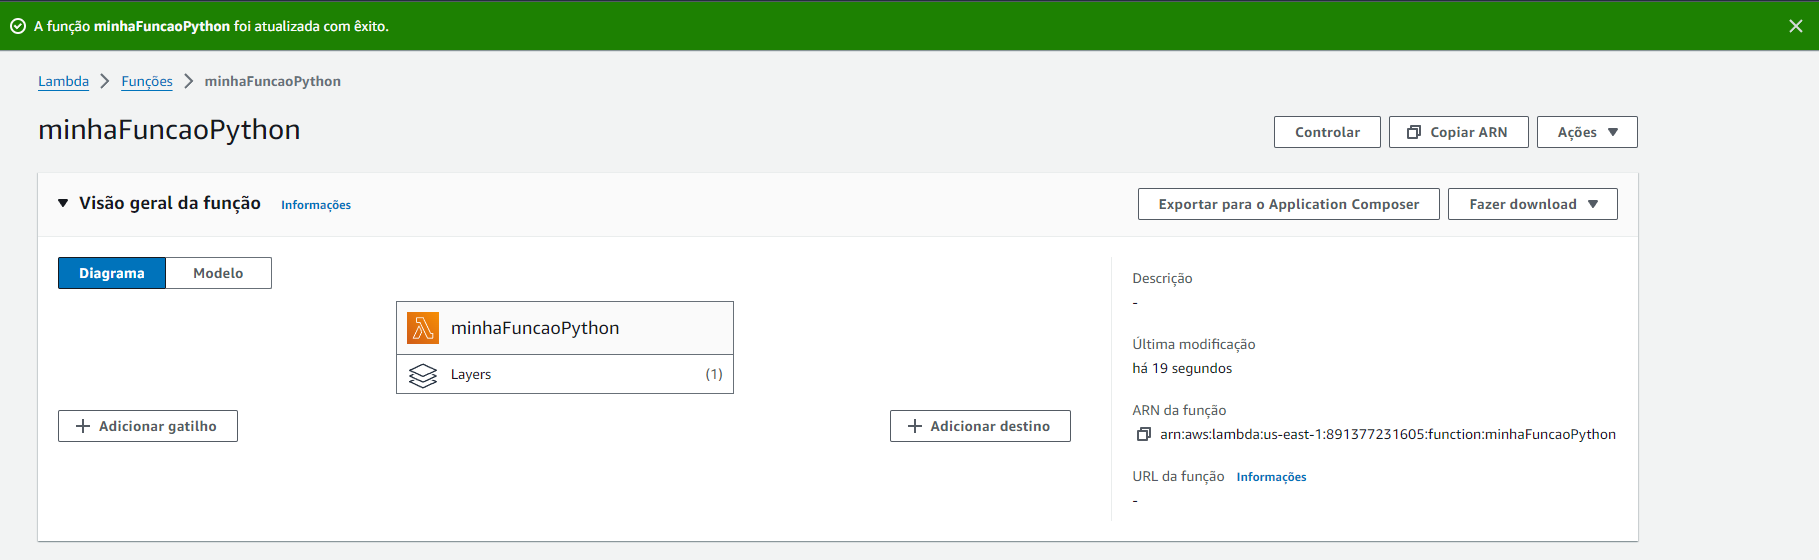 A função minhaFuncaoPython foi atualizada com êxito.
Lambda > Funções > minhaFuncaoPython
minhaFuncaoPython
Controlar
Copiar ARN
Ações
Visão geral da função Informações
Exportar para o Application Composer
Fazer download
Diagrama
Modelo
minhaFuncaoPython
Layers (1)
Adicionar gatilho
Adicionar destino
Descrição
-
Última modificação
há 19 segundos
ARN da função
arn:aws:lambda:us-east-1:891377231605:function:minhaFuncaoPython
URL da função Informações
-